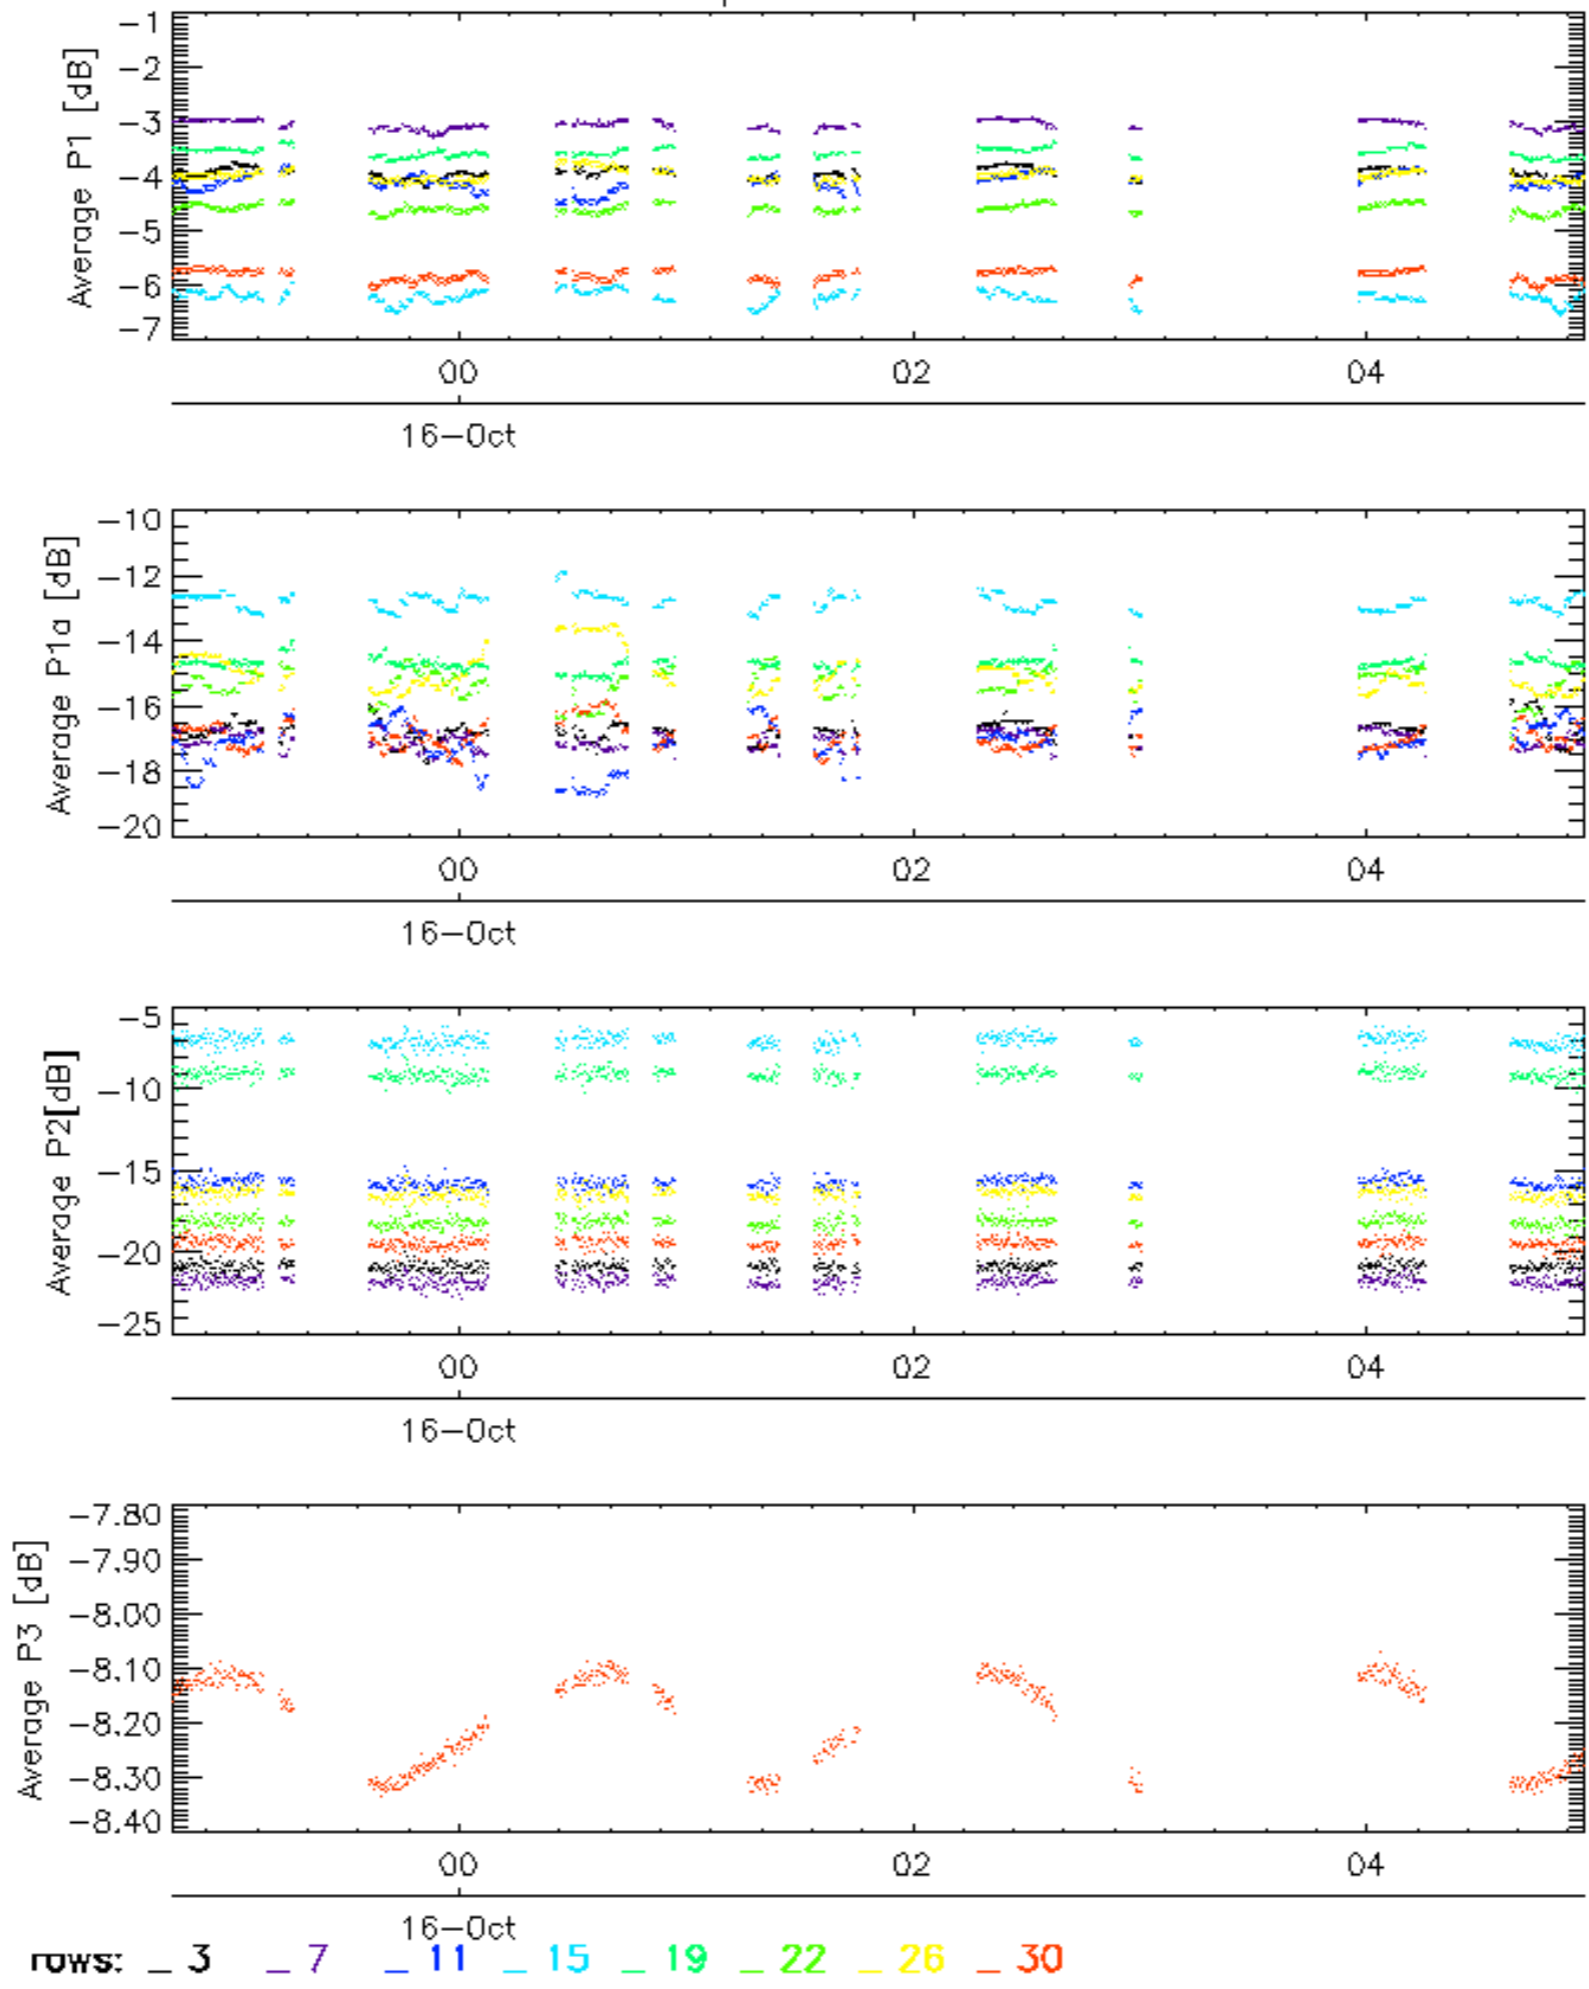 Average P1 [dB]
-1
-2
-3
-4
-5
-6
-7
00 02 04
16-Oct
Average P1a [dB]
-10
-12
-14
-16
-18
-20
00 02 04
16-Oct
Average P2[dB]
-5
-10
-15
-20
-25
00 02 04
16-Oct
Average P3 [dB]
-7.80
-7.90
-8.00
-8.10
-8.20
-8.30
-8.40
00 02 04
16-Oct
rows: _ 3 _ 7 _ 11 _ 15 _ 19 _ 22 _ 26 _ 30